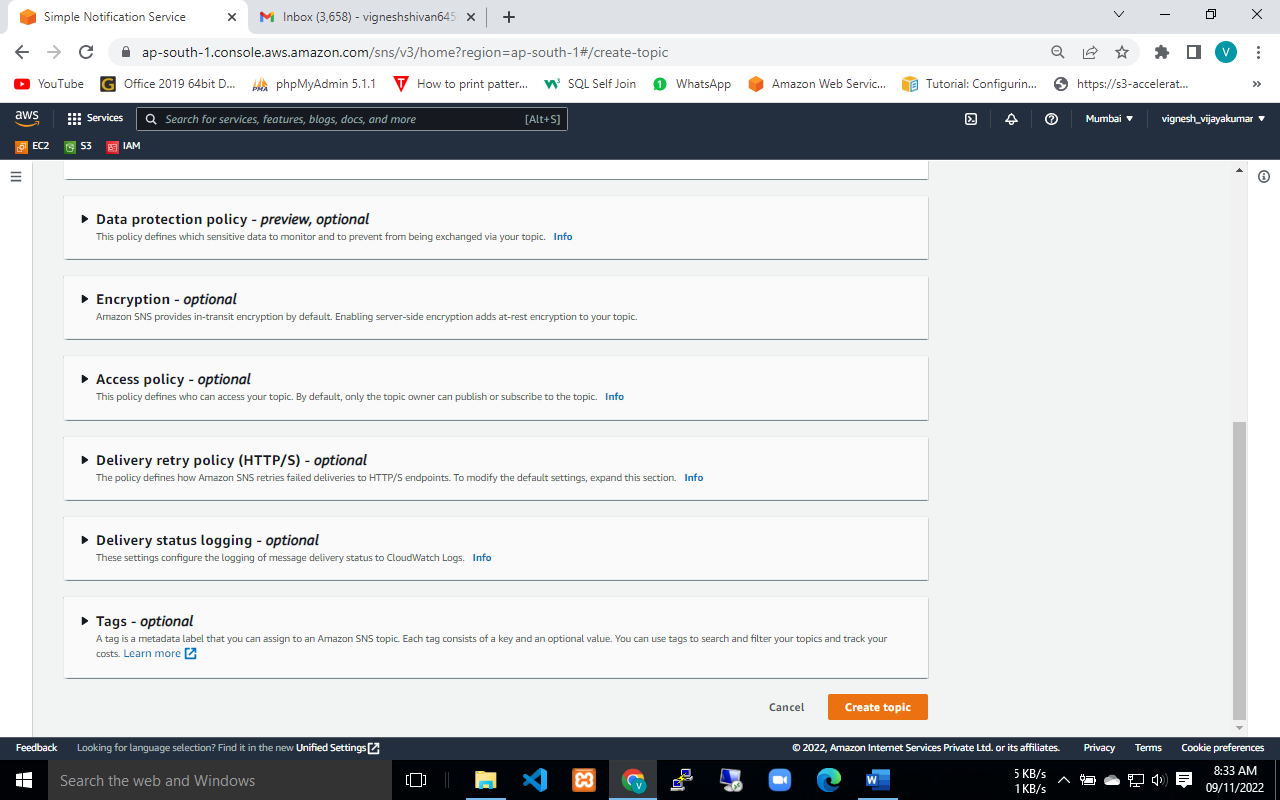 Simple Notification Service
Inbox (3,658) - vigneshshivan645
ap-south-1.console.aws.amazon.com/sns/v3/home?region=ap-south-1#/create-topic
V
YouTube
Office 2019 64bit D...
phpMyAdmin 5.1.1
How to print patter...
SQL Self Join
WhatsApp
Amazon Web Servic...
Tutorial: Configurin...
https://s3-accelerat...
aws
Services
Search for services, features, blogs, docs, and more
[Alt+S]
Mumbai
vignesh_vijayakumar
EC2
S3
IAM
Data protection policy - preview, optional
This policy defines which sensitive data to monitor and to prevent from being exchanged via your topic. Info
Encryption - optional
Amazon SNS provides in-transit encryption by default. Enabling server-side encryption adds at-rest encryption to your topic.
Access policy - optional
This policy defines who can access your topic. By default, only the topic owner can publish or subscribe to the topic. Info
Delivery retry policy (HTTP/S) - optional
The policy defines how Amazon SNS retries failed deliveries to HTTP/S endpoints. To modify the default settings, expand this section. Info
Delivery status logging - optional
These settings configure the logging of message delivery status to CloudWatch Logs. Info
Tags - optional
A tag is a metadata label that you can assign to an Amazon SNS topic. Each tag consists of a key and an optional value. You can use tags to search and filter your topics and track your
costs. Learn more
Cancel
Create topic
Feedback
Looking for language selection? Find it in the new Unified Settings
© 2022, Amazon Internet Services Private Ltd. or its affiliates.
Privacy
Terms
Cookie preferences
Search the web and Windows
5 KB/s
1 KB/s
8:33 AM
09/11/2022